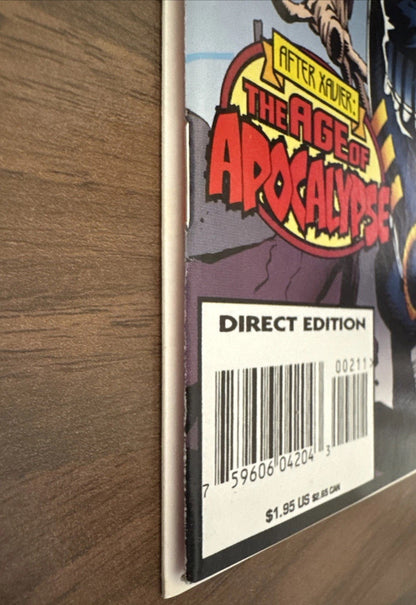 AFTER XAVIER:
THE AGE OF
APOCALYPSE
DIRECT EDITION
00211
7 59606 04204 3
$1.95 US $2.65 CAN